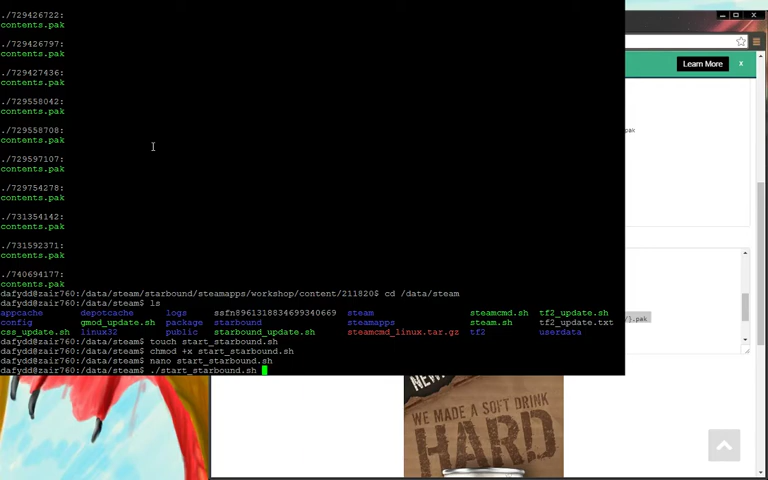 ./729426722:
contents.pak
./729426797:
contents.pak
./729427436:
contents.pak
./729558042:
contents.pak
./729558708:
contents.pak
./729597107:
contents.pak
./729754278:
contents.pak
./731354142:
contents.pak
./731592371:
contents.pak
./740694177:
contents.pak
dafydd@zair760:/data/steam/starbound/steamapps/workshop/content/211820$ cd /data/steam
dafydd@zair760:/data/steam$ ls
appcache depotcache logs ssfn8961318834699340669 steam steamcmd.sh tf2_update.sh
config gmod_update.sh package starbound steamapps steam.sh tf2_update.txt
css_update.sh linux32 public starbound_update.sh steamcmd_linux.tar.gz tf2 userdata
dafydd@zair760:/data/steam$ touch start_starbound.sh
dafydd@zair760:/data/steam$ chmod +x start_starbound.sh
dafydd@zair760:/data/steam$ nano start_starbound.sh
dafydd@zair760:/data/steam$ ./start_starbound.sh
Learn More x
pak
/}.pak
NEW
WE MADE A SOFT DRINK
HARD